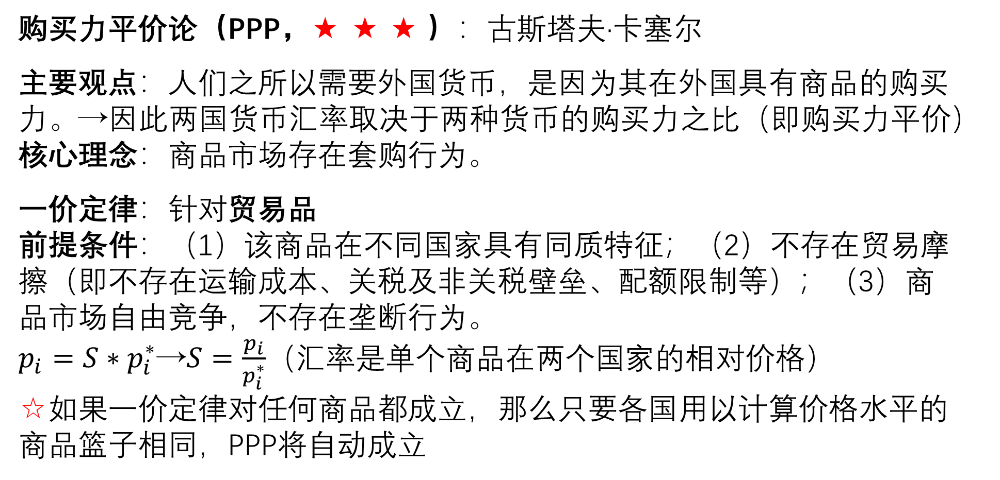 购买力平价论（PPP，★ ★ ★ ）：古斯塔夫·卡塞尔
主要观点：人们之所以需要外国货币，是因为其在外国具有商品的购买
力。→因此两国货币汇率取决于两种货币的购买力之比（即购买力平价）
核心理念：商品市场存在套购行为。
一价定律：针对贸易品
前提条件：（1）该商品在不同国家具有同质特征；（2）不存在贸易摩
擦（即不存在运输成本、关税及非关税壁垒、配额限制等）；（3）商
品市场自由竞争，不存在垄断行为。
$p_i = S * p_i^* \rightarrow S = \frac{p_i}{p_i^*}$（汇率是单个商品在两个国家的相对价格）
☆如果一价定律对任何商品都成立，那么只要各国用以计算价格水平的
商品篮子相同，PPP将自动成立